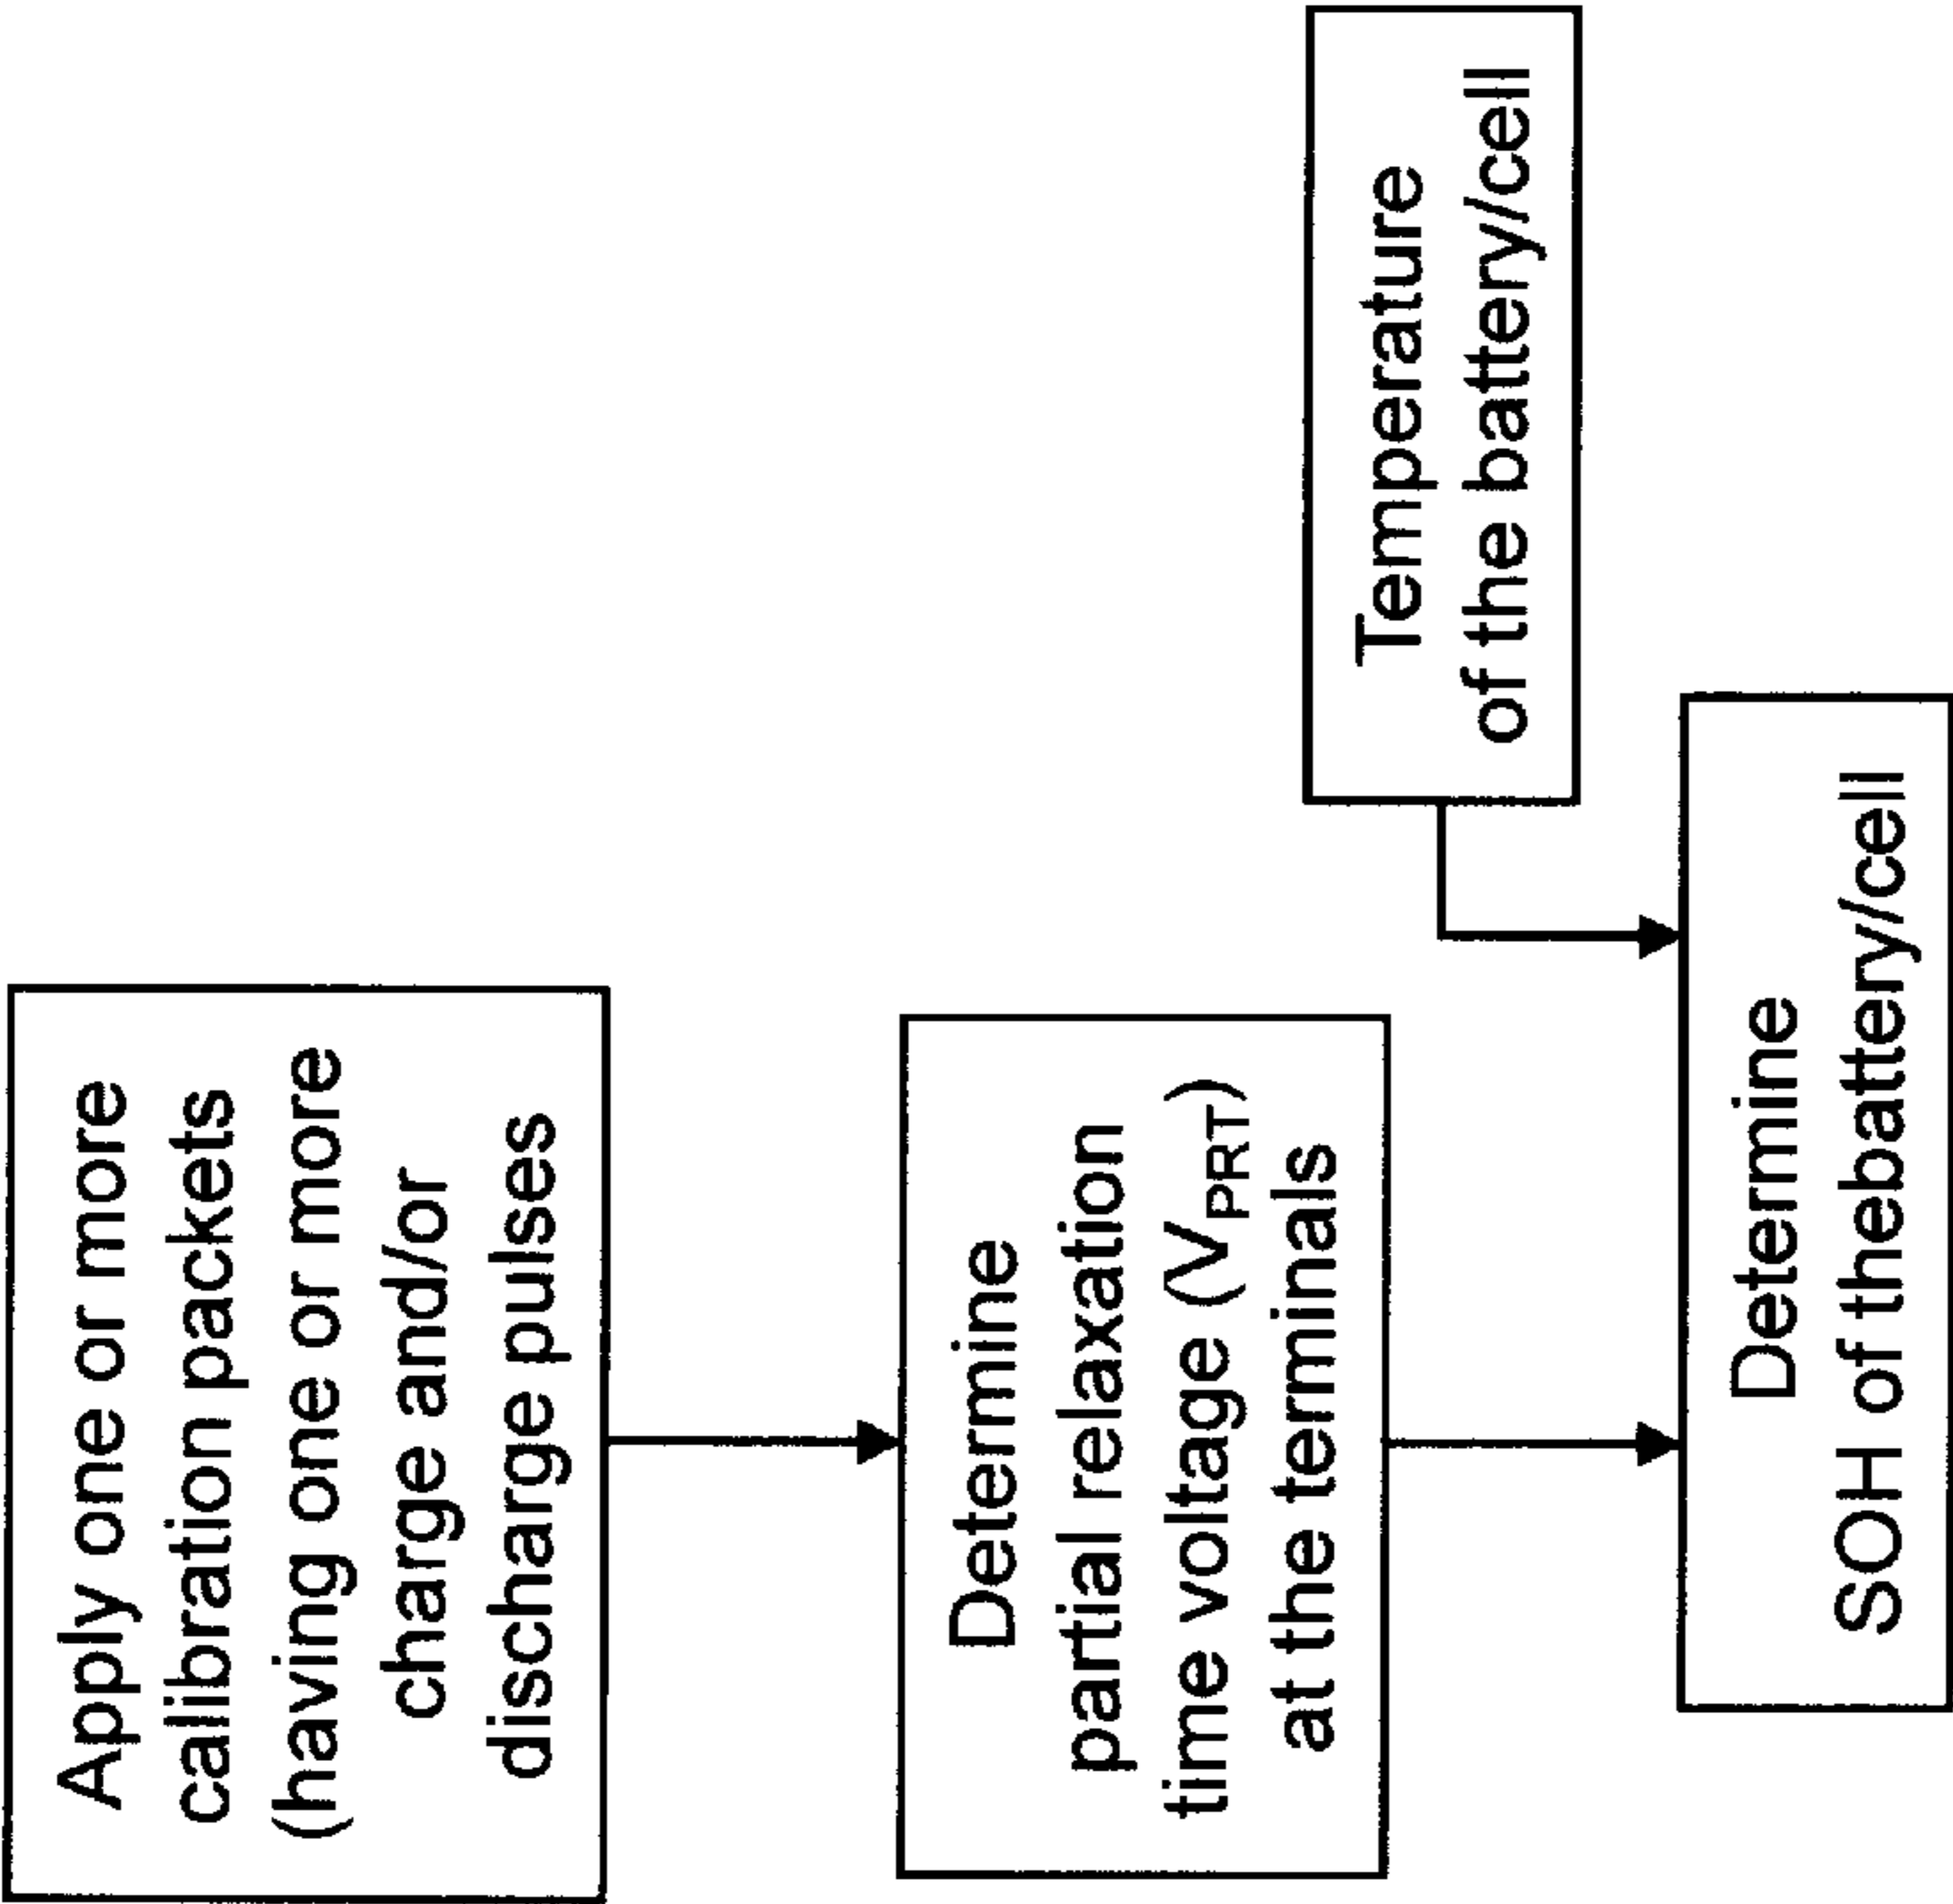 Apply one or more
calibration packets
(having one or more
charge and/or
discharge pulses
Determine
partial relaxation
time voltage (VPRT)
at the terminals
Temperature
of the battery/cell
Determine
SOH of thebattery/cell